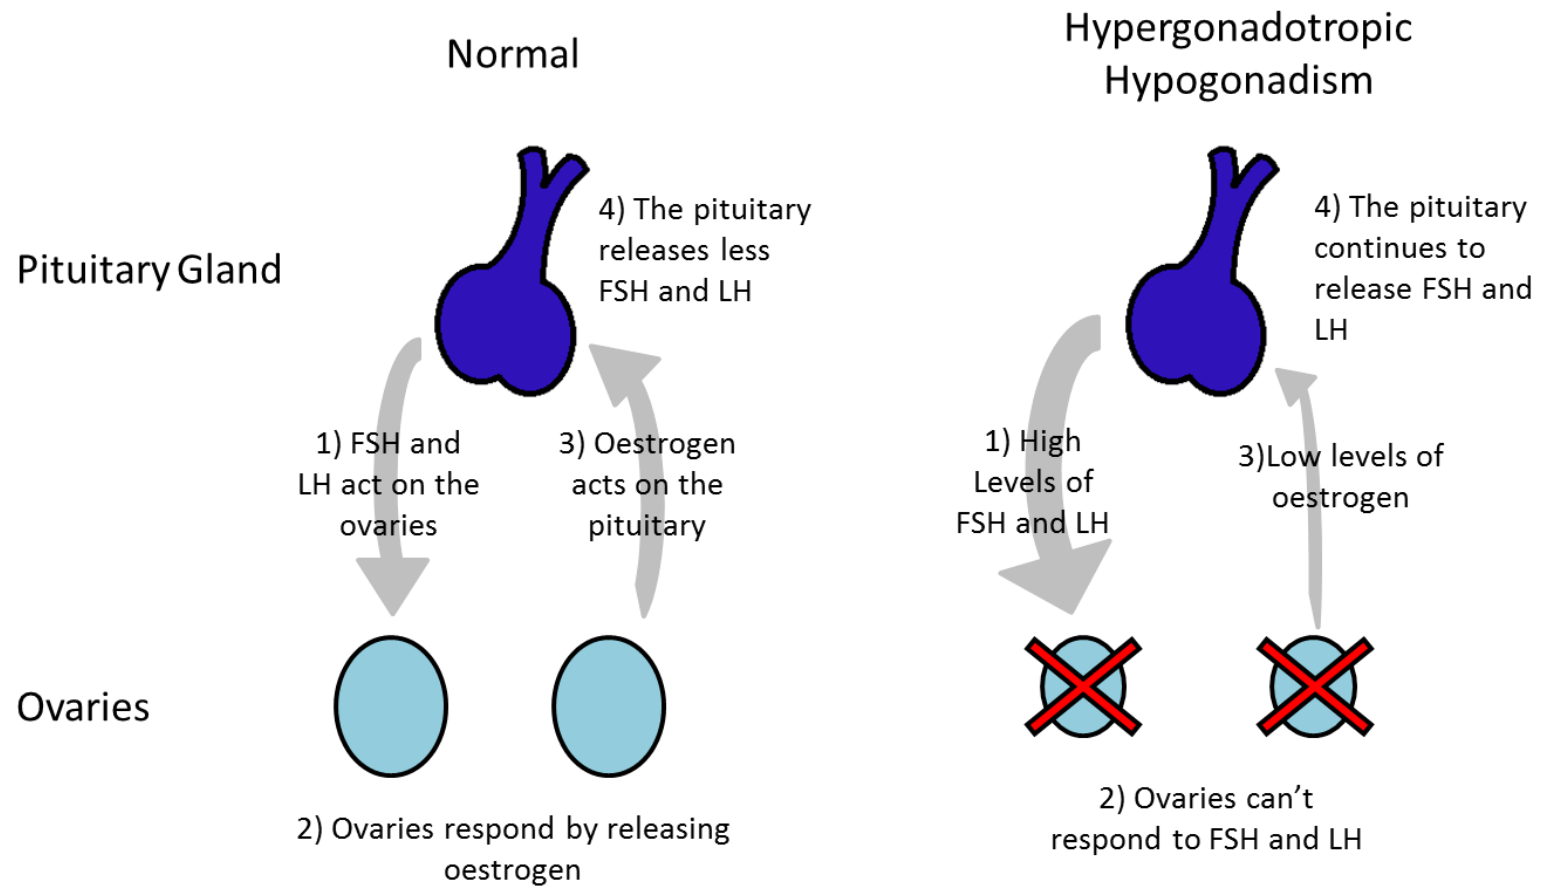 Normal
Hypergonadotropic
Hypogonadism
Pituitary Gland
4) The pituitary
releases less
FSH and LH
4) The pituitary
continues to
release FSH and
LH
1) FSH and
LH act on the
ovaries
3) Oestrogen
acts on the
pituitary
1) High
Levels of
FSH and LH
3)Low levels of
oestrogen
Ovaries
2) Ovaries respond by releasing
oestrogen
2) Ovaries can’t
respond to FSH and LH